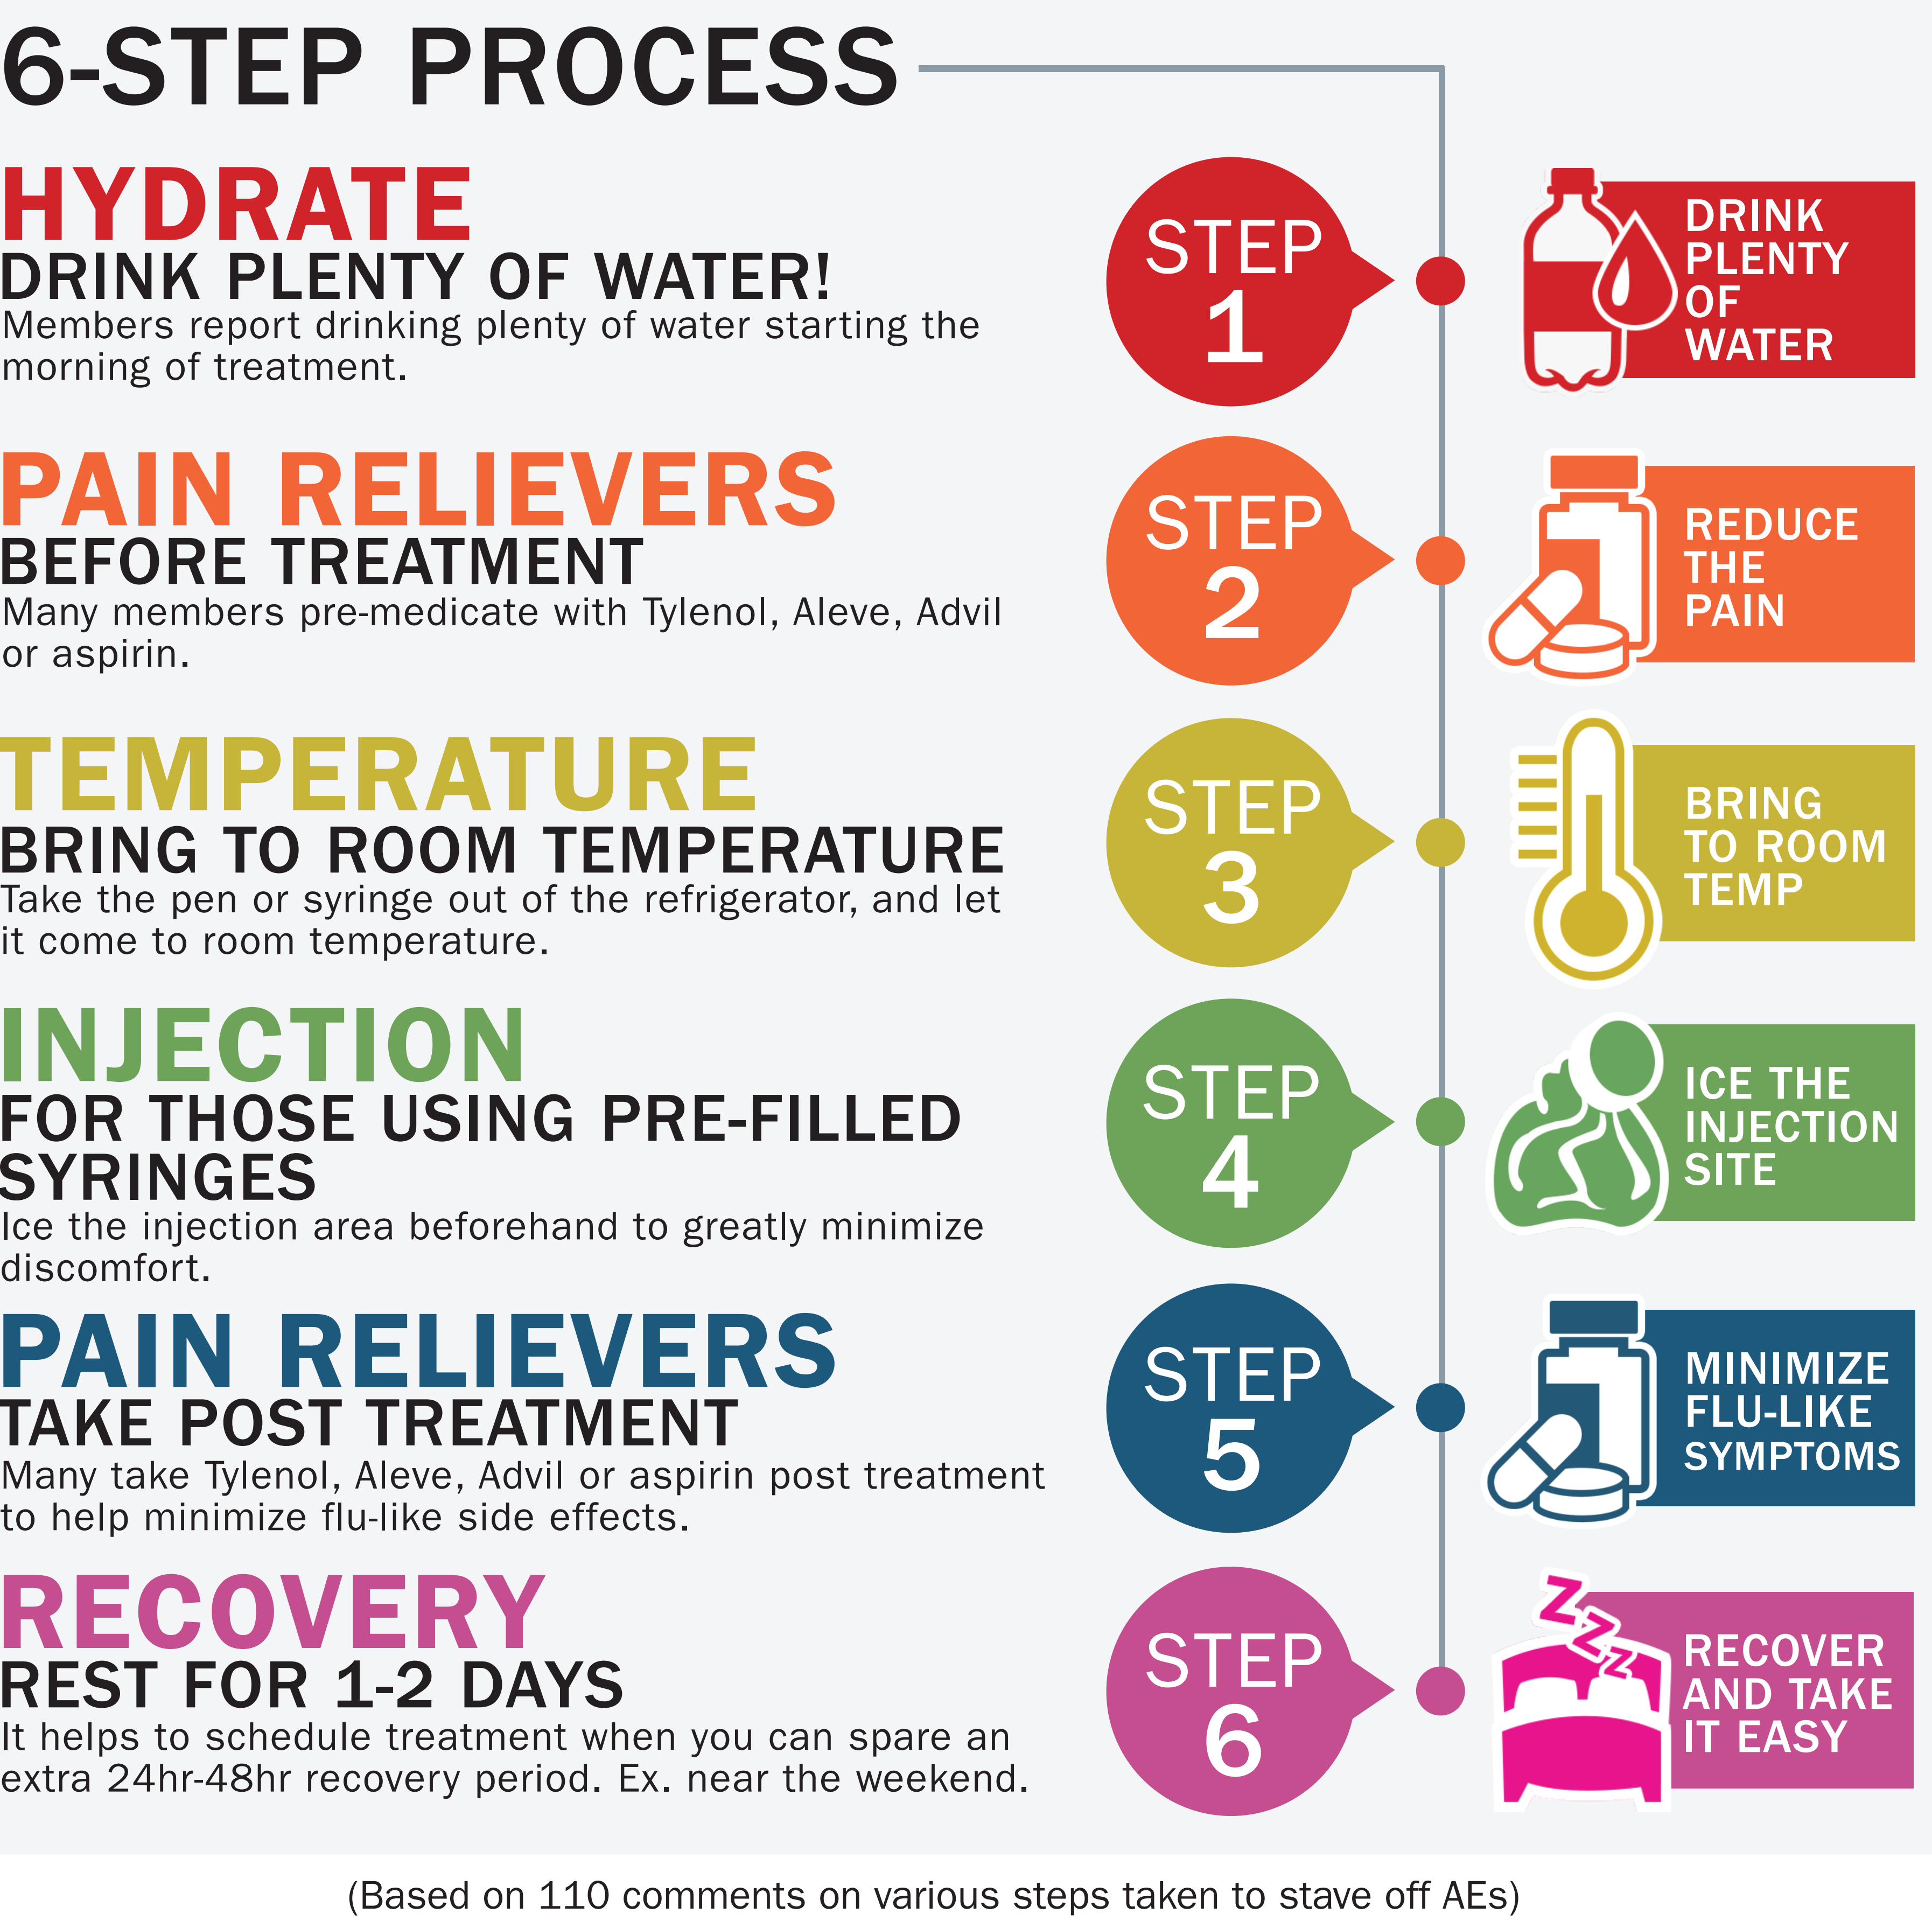 6-STEP PROCESS
HYDRATE
DRINK PLENTY OF WATER!
Members report drinking plenty of water starting the
morning of treatment.
STEP
1
DRINK
PLENTY
OF
WATER
PAIN RELIEVERS
BEFORE TREATMENT
Many members pre-medicate with Tylenol, Aleve, Advil
or aspirin.
STEP
2
REDUCE
THE
PAIN
TEMPERATURE
BRING TO ROOM TEMPERATURE
Take the pen or syringe out of the refrigerator, and let
it come to room temperature.
STEP
3
BRING
TO ROOM
TEMP
INJECTION
FOR THOSE USING PRE-FILLED
SYRINGES
Ice the injection area beforehand to greatly minimize
discomfort.
STEP
4
ICE THE
INJECTION
SITE
PAIN RELIEVERS
TAKE POST TREATMENT
Many take Tylenol, Aleve, Advil or aspirin post treatment
to help minimize flu-like side effects.
STEP
5
MINIMIZE
FLU-LIKE
SYMPTOMS
RECOVERY
REST FOR 1-2 DAYS
It helps to schedule treatment when you can spare an
extra 24hr-48hr recovery period. Ex. near the weekend.
STEP
6
Z
Z
Z
RECOVER
AND TAKE
IT EASY
(Based on 110 comments on various steps taken to stave off AEs)